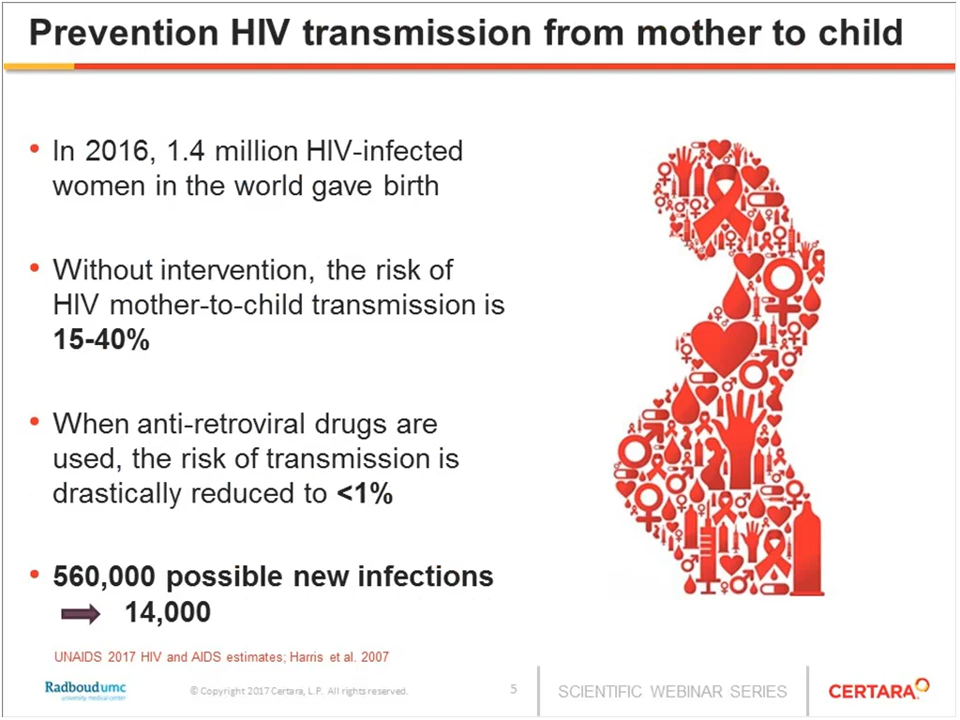 Prevention HIV transmission from mother to child
• In 2016, 1.4 million HIV-infected
women in the world gave birth
• Without intervention, the risk of
HIV mother-to-child transmission is
15-40%
• When anti-retroviral drugs are
used, the risk of transmission is
drastically reduced to <1%
• 560,000 possible new infections
14,000
UNAIDS 2017 HIV and AIDS estimates; Harris et al. 2007
Radboudumc
university medical center
© Copyright 2017 Certara, L.P. All rights reserved.
5
SCIENTIFIC WEBINAR SERIES
CERTARA